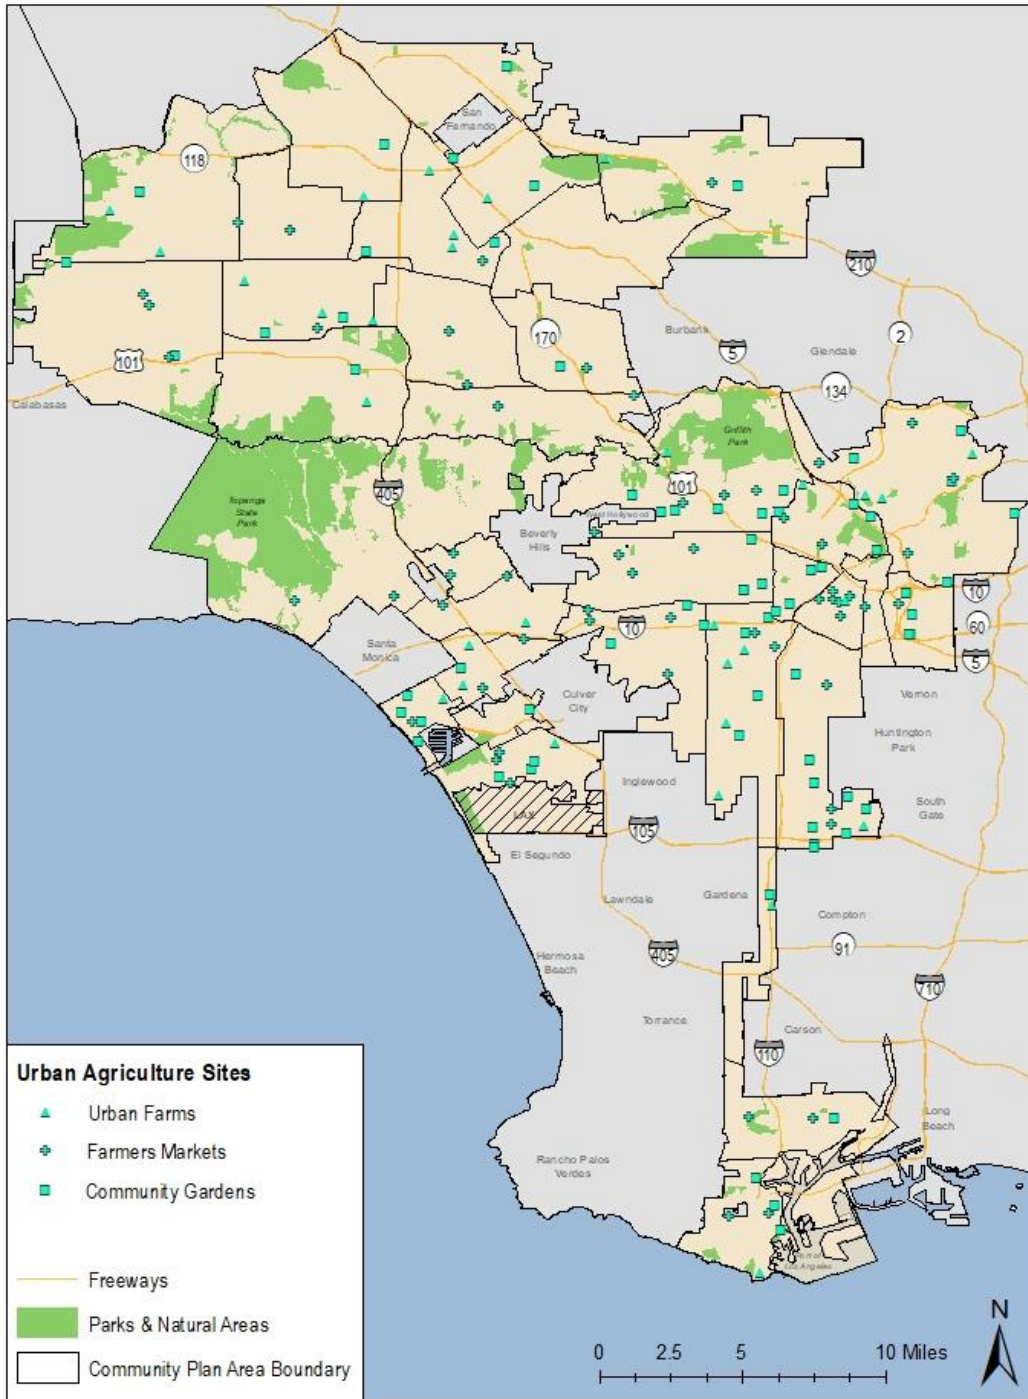 San
Fernando
118
210
Burbank
170
5
2
Glendale
101
134
Calabasas
Griffith
Park
101
405
Topanga
State
Park
West Hollywood
Beverly
Hills
10
10
60
5
Santa
Monica
Culver
City
Vernon
Huntington
Park
Inglewood
South
Gate
LAX
105
El Segundo
Lawndale
Gardena
Compton
91
405
Hermosa
Beach
710
Torrance
Carson
110
Long
Beach
Rancho Palos
Verdes
Port of
Los Angeles
Urban Agriculture Sites
Urban Farms
Farmers Markets
Community Gardens
Freeways
Parks & Natural Areas
Community Plan Area Boundary
N
0 2.5 5 10 Miles